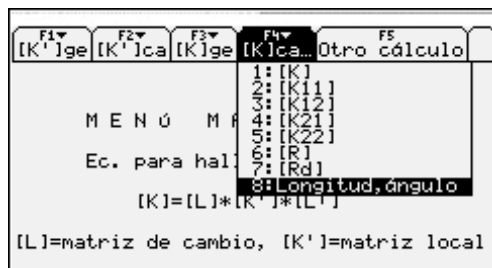 F1 F2 F3 F4 F5
[K']ge [K']ca [K]ge [K]ca… Otro cálculo
1:[K]
2:[K11]
3:[K12]
4:[K21]
5:[K22]
6:[R]
7:[Rd]
8:Longitud,ángulo
M E N Ú M
Ec. para hal
[K]=[L]*[K']*[L']
[L]=matriz de cambio, [K']=matriz local